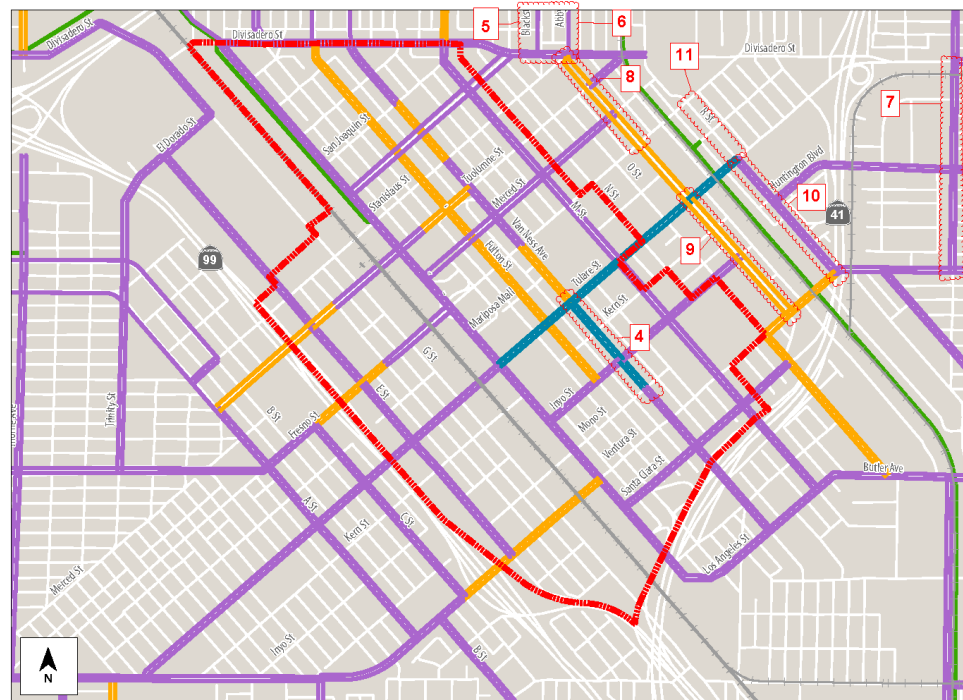 5
6
Blackst
Abby
Divisadero St
Divisadero St
Divisadero St
11
8
7
R St
San Joaquin St
El Dorado St
Tuolumne St
Huntington Blvd
O St
N St
Merced St
Stanislaus St
M St
10
41
Van Ness Ave
99
Fulton St
9
Tulare St
Kern St
Mariposa Mall
4
G St
E St
Inyo St
B St
Fresno St
Trinity St
Mono St
Ventura St
Santa Clara St
Butler Ave
A St
C St
Kern St
Los Angeles St
Merced St
Inyo St
B St
N